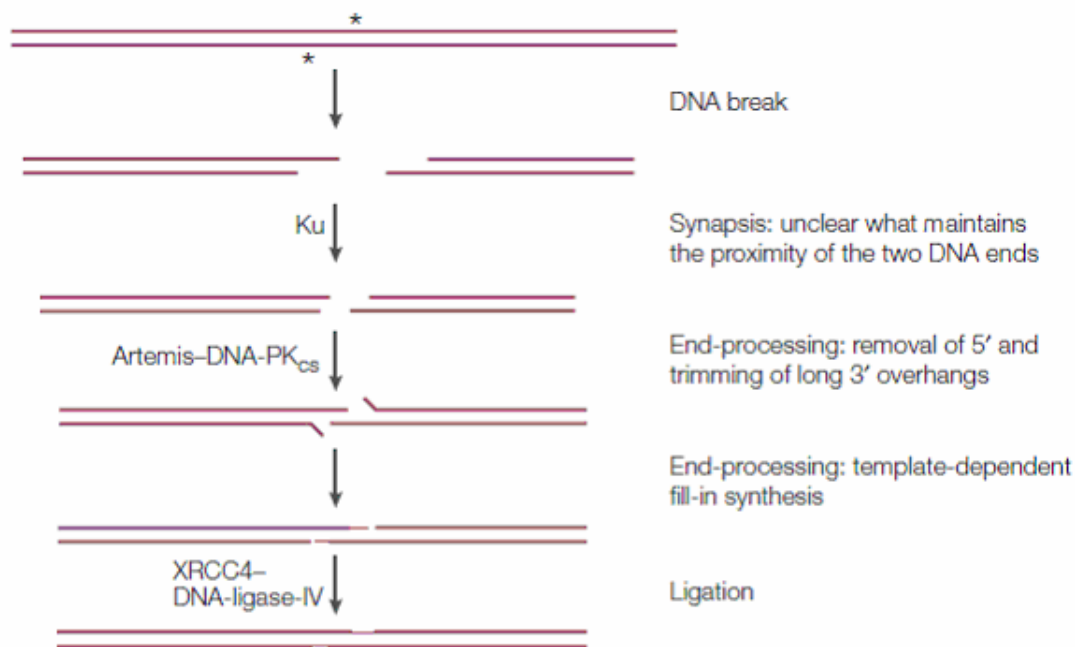 *
*
DNA break
Ku
Synapsis: unclear what maintains
the proximity of the two DNA ends
Artemis–DNA-PKcs
End-processing: removal of 5′ and
trimming of long 3′ overhangs
End-processing: template-dependent
fill-in synthesis
XRCC4–
DNA-ligase-IV
Ligation